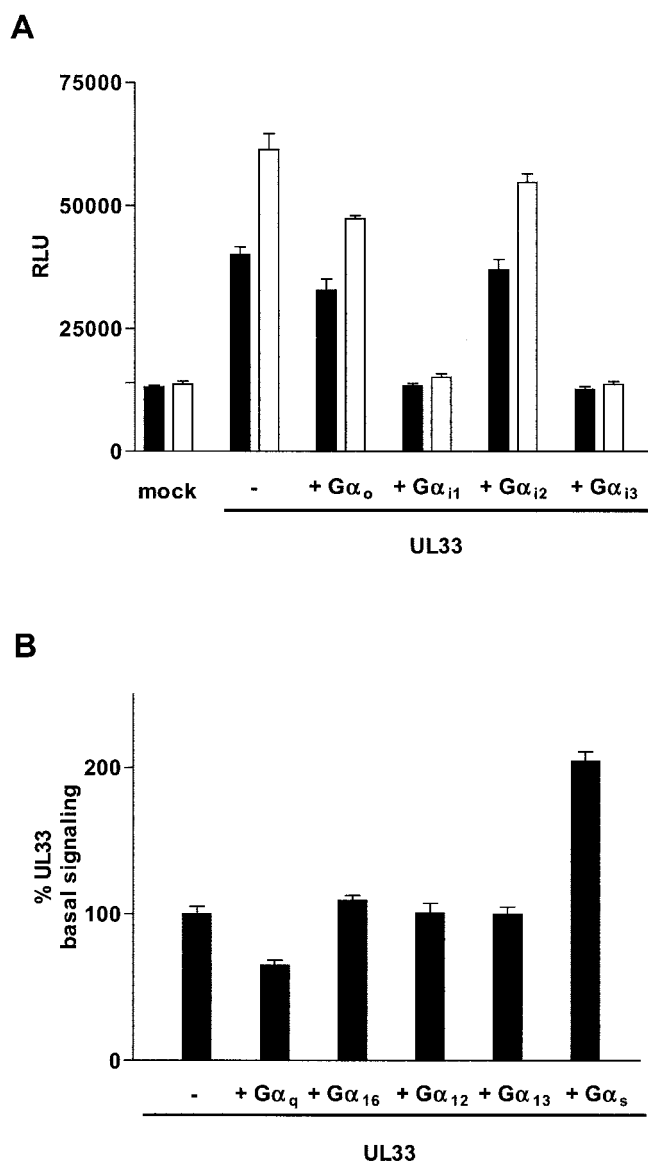 A
75000
50000
25000
0
RLU
mock
-
+ Gαo
+ Gαi1
+ Gαi2
+ Gαi3
UL33
B
200
100
0
% UL33
basal signaling
-
+ Gαq
+ Gα16
+ Gα12
+ Gα13
+ Gαs
UL33